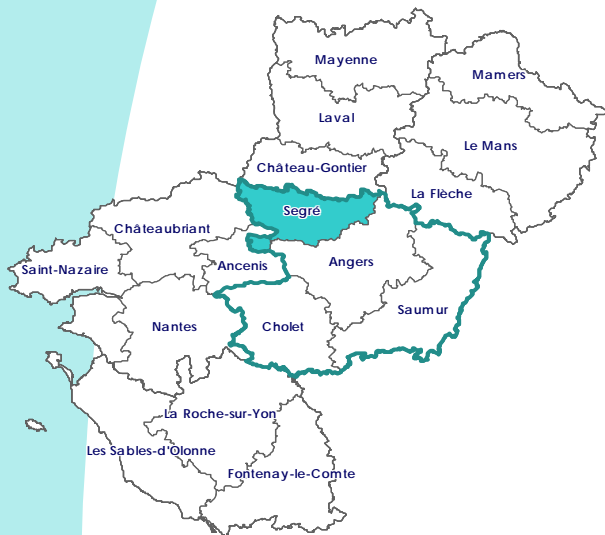 Mayenne
Mamers
Laval
Le Mans
Château-Gontier
La Flèche
Segré
Châteaubriant
Saint-Nazaire
Ancenis
Angers
Saumur
Nantes
Cholet
La Roche-sur-Yon
Les Sables-d'Olonne
Fontenay-le-Comte